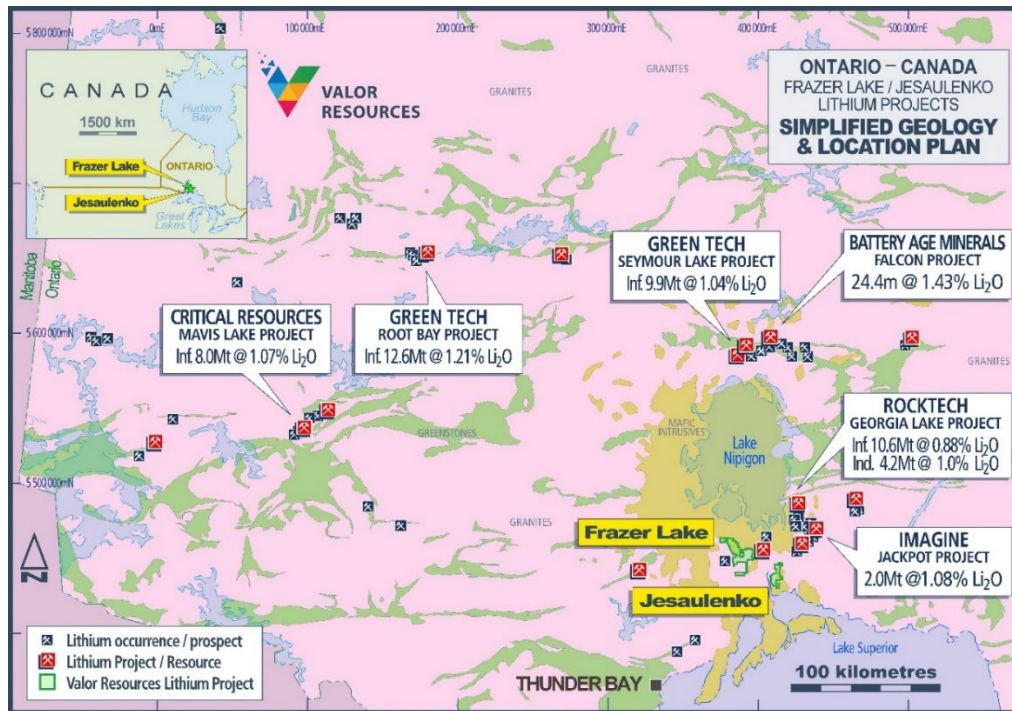 5 800 000mN
0mE
100 000mE
200 000mE
300 000mE
400 000mE
500 000mE
CANADA
Hudson
Bay
1500 km
Frazer Lake
ONTARIO
Jesaulenko
Great
Lakes
VALOR
RESOURCES
GRANITES
GRANITES
ONTARIO – CANADA
FRAZER LAKE / JESAULENKO
LITHIUM PROJECTS
SIMPLIFIED GEOLOGY
& LOCATION PLAN
Manitoba
Ontario
GREEN TECH
SEYMOUR LAKE PROJECT
Inf. 9.9Mt @ 1.04% Li₂O
BATTERY AGE MINERALS
FALCON PROJECT
24.4m @ 1.43% Li₂O
CRITICAL RESOURCES
MAVIS LAKE PROJECT
Inf. 8.0Mt @ 1.07% Li₂O
GREEN TECH
ROOT BAY PROJECT
Inf. 12.6Mt @ 1.21% Li₂O
5 600 000mN
GRANITES
ROCKTECH
GEORGIA LAKE PROJECT
Inf. 10.6Mt @ 0.88% Li₂O
Ind. 4.2Mt @ 1.0% Li₂O
GREENSTONES
MAFIC
INTRUSIVES
Lake
Nipigon
5 500 000mN
GRANITES
Frazer Lake
IMAGINE
JACKPOT PROJECT
2.0Mt @1.08% Li₂O
N
Jesaulenko
Lithium occurrence / prospect
Lithium Project / Resource
Valor Resources Lithium Project
Lake Superior
100 kilometres
THUNDER BAY